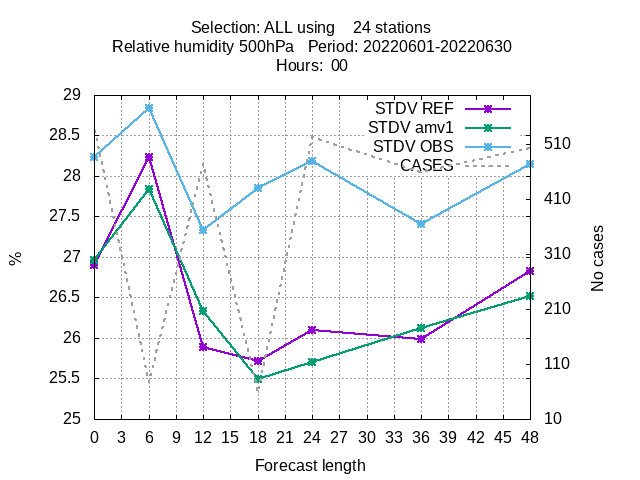 Selection: ALL using    24 stations
Relative humidity 500hPa   Period: 20220601-20220630
Hours:  00
STDV REF
STDV amv1
STDV OBS
CASES
29
28.5
28
27.5
27
26.5
26
25.5
25
%
510
410
310
210
110
10
No cases
0 3 6 9 12 15 18 21 24 27 30 33 36 39 42 45 48
Forecast length